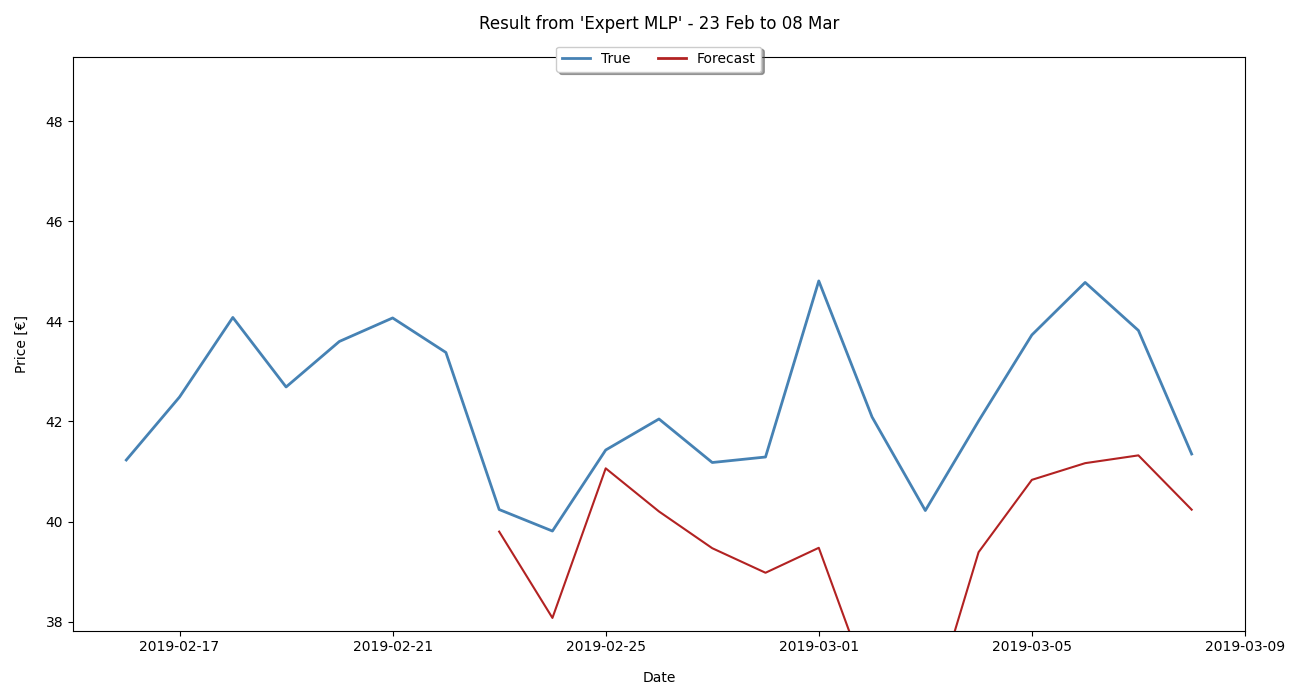 Result from 'Expert MLP' - 23 Feb to 08 Mar
True Forecast
48
46
44
42
40
38
Price [€]
2019-02-17 2019-02-21 2019-02-25 2019-03-01 2019-03-05 2019-03-09
Date